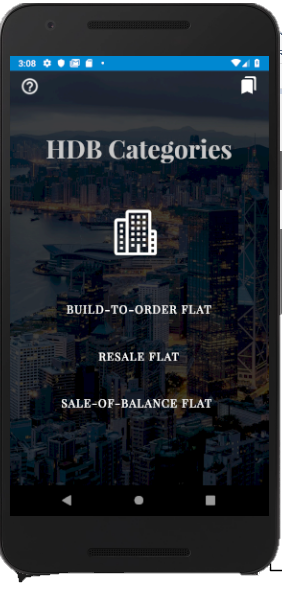 3:08
HDB Categories
BUILD-TO-ORDER FLAT
RESALE FLAT
SALE-OF-BALANCE FLAT